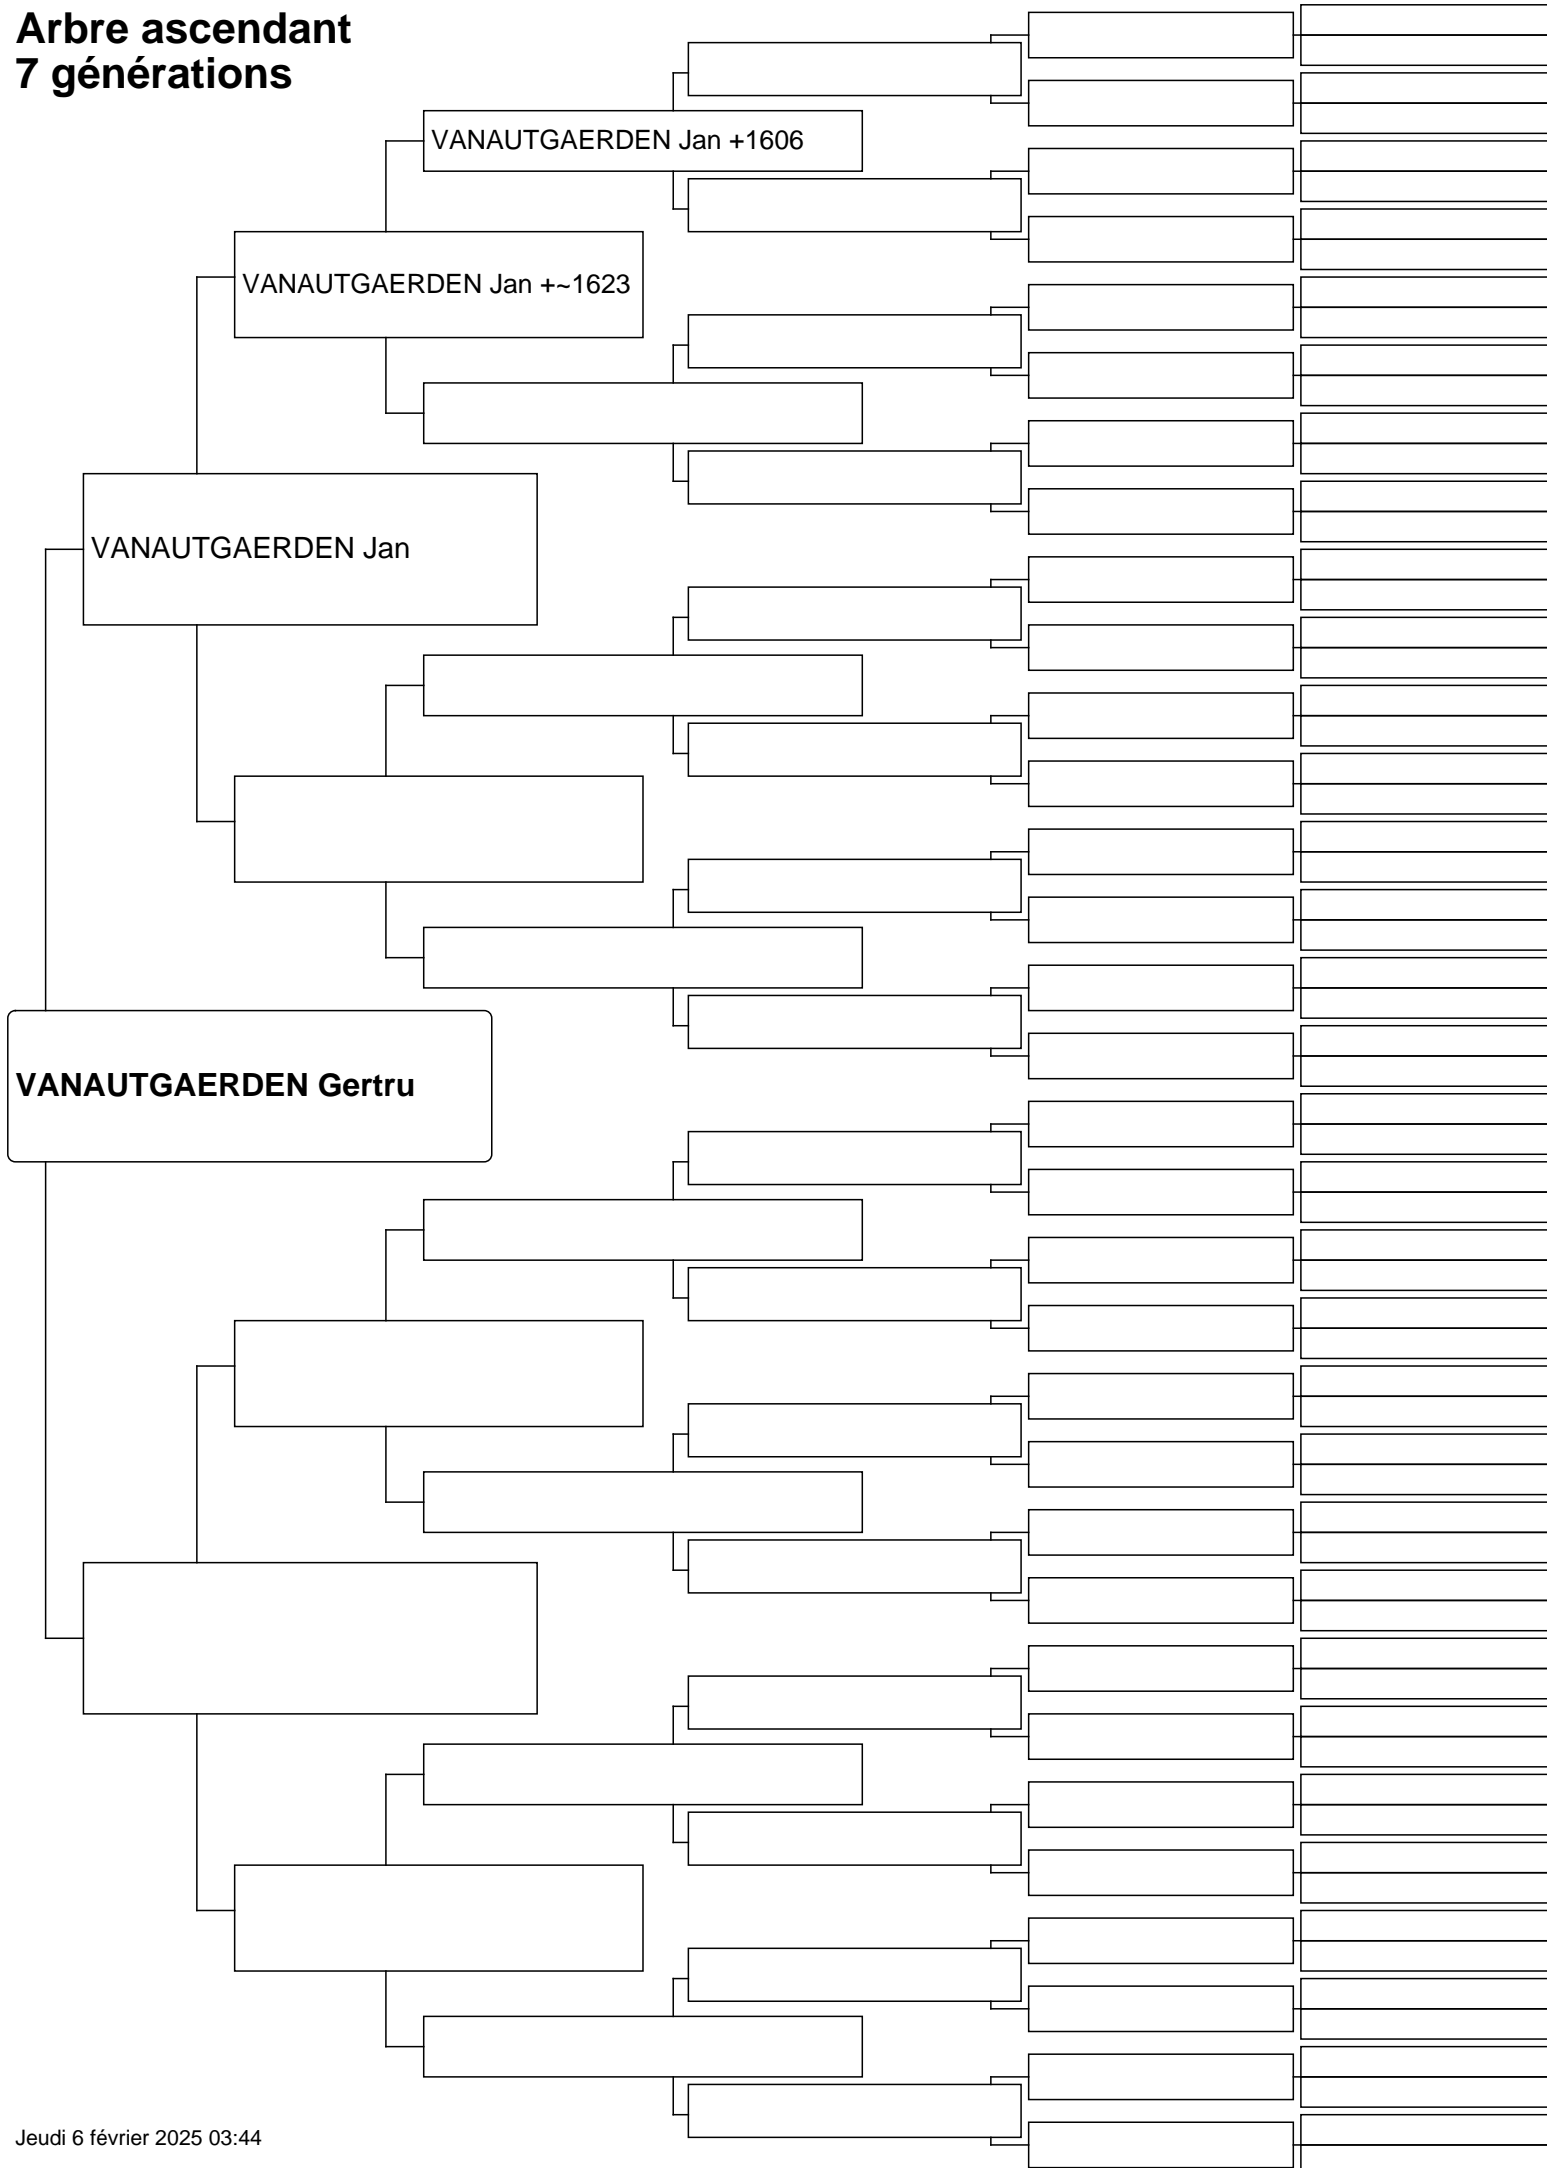 Arbre ascendant
7 générations
VANAUTGAERDEN Jan +1606
VANAUTGAERDEN Jan +~1623
VANAUTGAERDEN Jan
VANAUTGAERDEN Gertru
Jeudi 6 février 2025 03:44